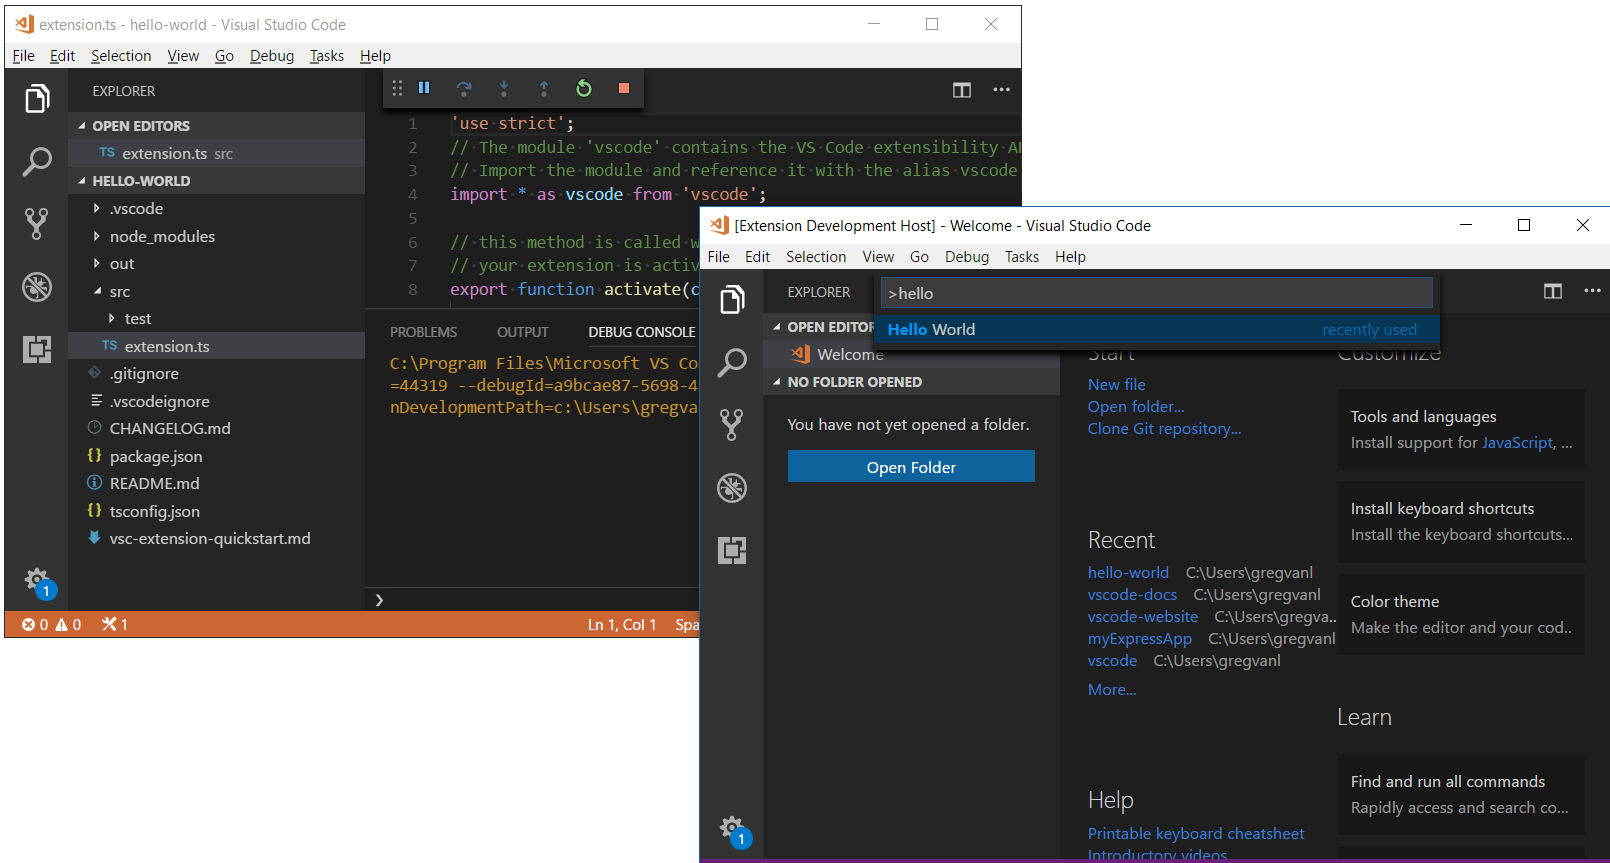 extension.ts - hello-world - Visual Studio Code
File Edit Selection View Go Debug Tasks Help
EXPLORER
OPEN EDITORS
TS extension.ts src
HELLO-WORLD
.vscode
node_modules
out
src
test
TS extension.ts
.gitignore
.vscodeignore
CHANGELOG.md
{} package.json
README.md
{} tsconfig.json
vsc-extension-quickstart.md
1
1 'use strict';
2 // The module 'vscode' contains the VS Code extensibility
3 // Import the module and reference it with the alias vscode
4 import * as vscode from 'vscode';
5
6 // this method is called
7 // your extension is
8 export function activate(
PROBLEMS OUTPUT DEBUG CONSOLE
C:\Program Files\Microsoft VS
=44319 --debugId=a9bcae87-5698-4
nDevelopmentPath=c:\Users\gregva
❯
0 0 1 Ln 1, Col 1 Spa
[Extension Development Host] - Welcome - Visual Studio Code
File Edit Selection View Go Debug Tasks Help
EXPLORER
>hello
Hello World recently used
OPEN EDITOR
Welcome
NO FOLDER OPENED
You have not yet opened a folder.
Open Folder
1
Start
New file
Open folder...
Clone Git repository...
Recent
hello-world C:\Users\gregvanl
vscode-docs C:\Users\gregvanl
vscode-website C:\Users\gregva...
myExpressApp C:\Users\gregvanl
vscode C:\Users\gregvanl
More...
Help
Printable keyboard cheatsheet
Introductory videos
Customize
Tools and languages
Install support for JavaScript, ...
Install keyboard shortcuts
Install the keyboard shortcuts...
Color theme
Make the editor and your cod..
Learn
Find and run all commands
Rapidly access and search co...